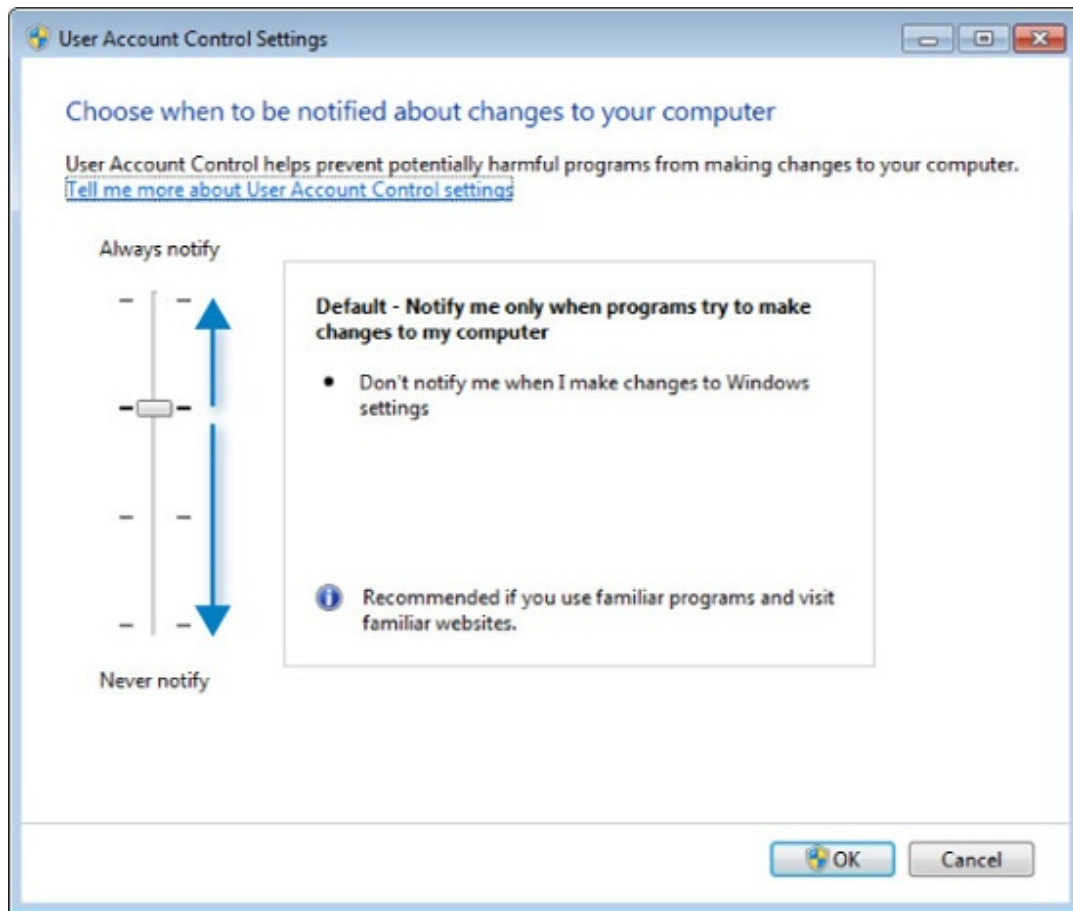 User Account Control Settings
Choose when to be notified about changes to your computer
User Account Control helps prevent potentially harmful programs from making changes to your computer.
Tell me more about User Account Control settings
Always notify
Default - Notify me only when programs try to make
changes to my computer
• Don't notify me when I make changes to Windows
settings
Recommended if you use familiar programs and visit
familiar websites.
Never notify
OK
Cancel